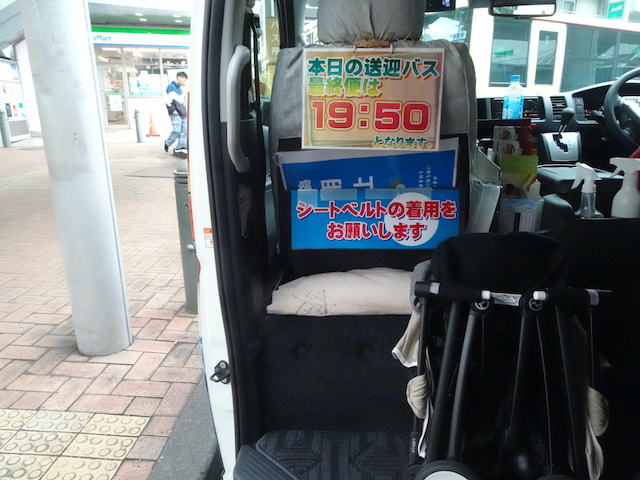 本日の送迎バス
最終便は
19:50
となります。
シートベルトの着用を
お願いします